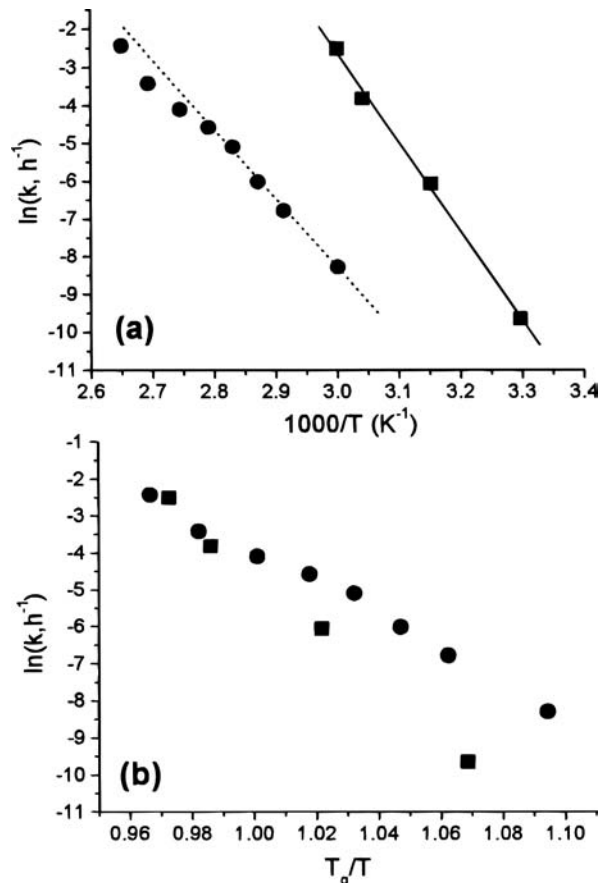 -2
-3
-4
-5
-6
-7
-8
-9
-10
-11
ln(k, h⁻¹)
(a)
2.6 2.7 2.8 2.9 3.0 3.1 3.2 3.3 3.4
1000/T (K⁻¹)
-1
-2
-3
-4
-5
-6
-7
-8
-9
-10
-11
ln(k,h⁻¹)
(b)
0.96 0.98 1.00 1.02 1.04 1.06 1.08 1.10
T_g/T